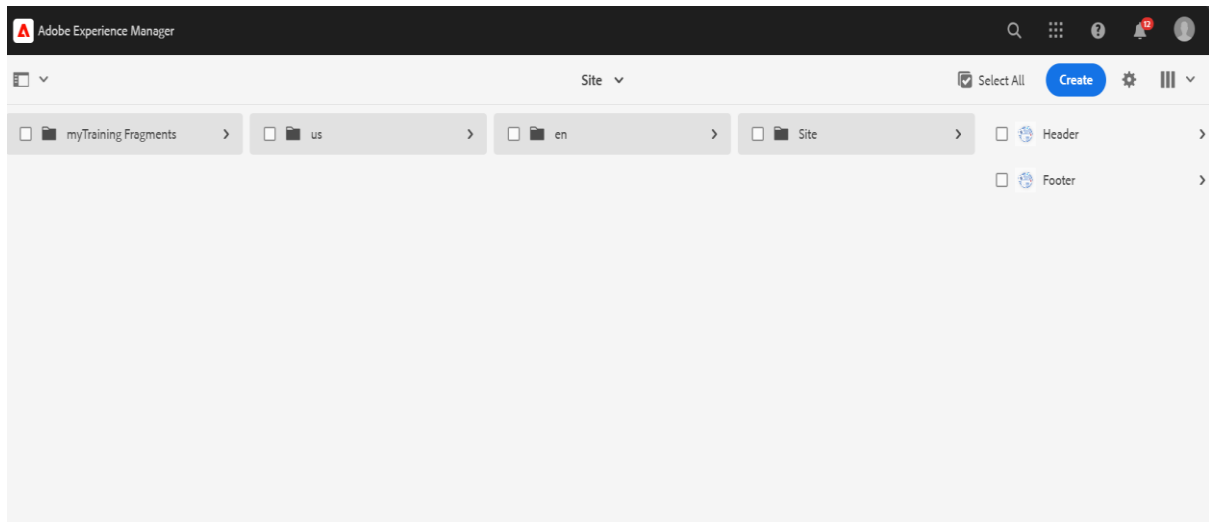 Adobe Experience Manager
12
Site
Select All
Create
myTraining Fragments
us
en
Site
Header
Footer